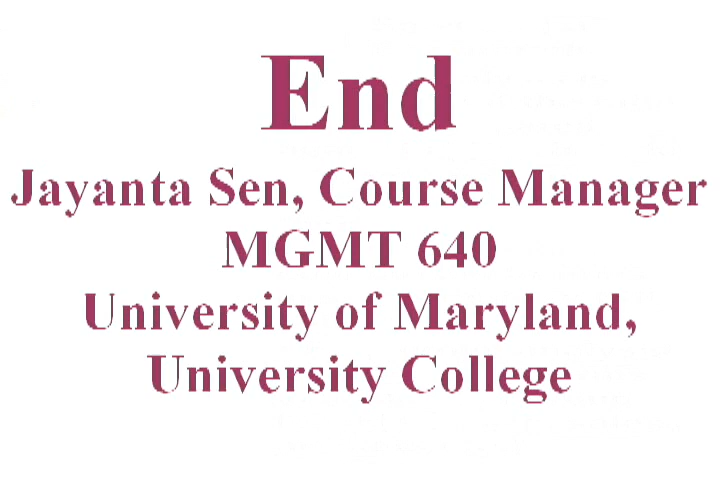 End
Jayanta Sen, Course Manager
MGMT 640
University of Maryland,
University College